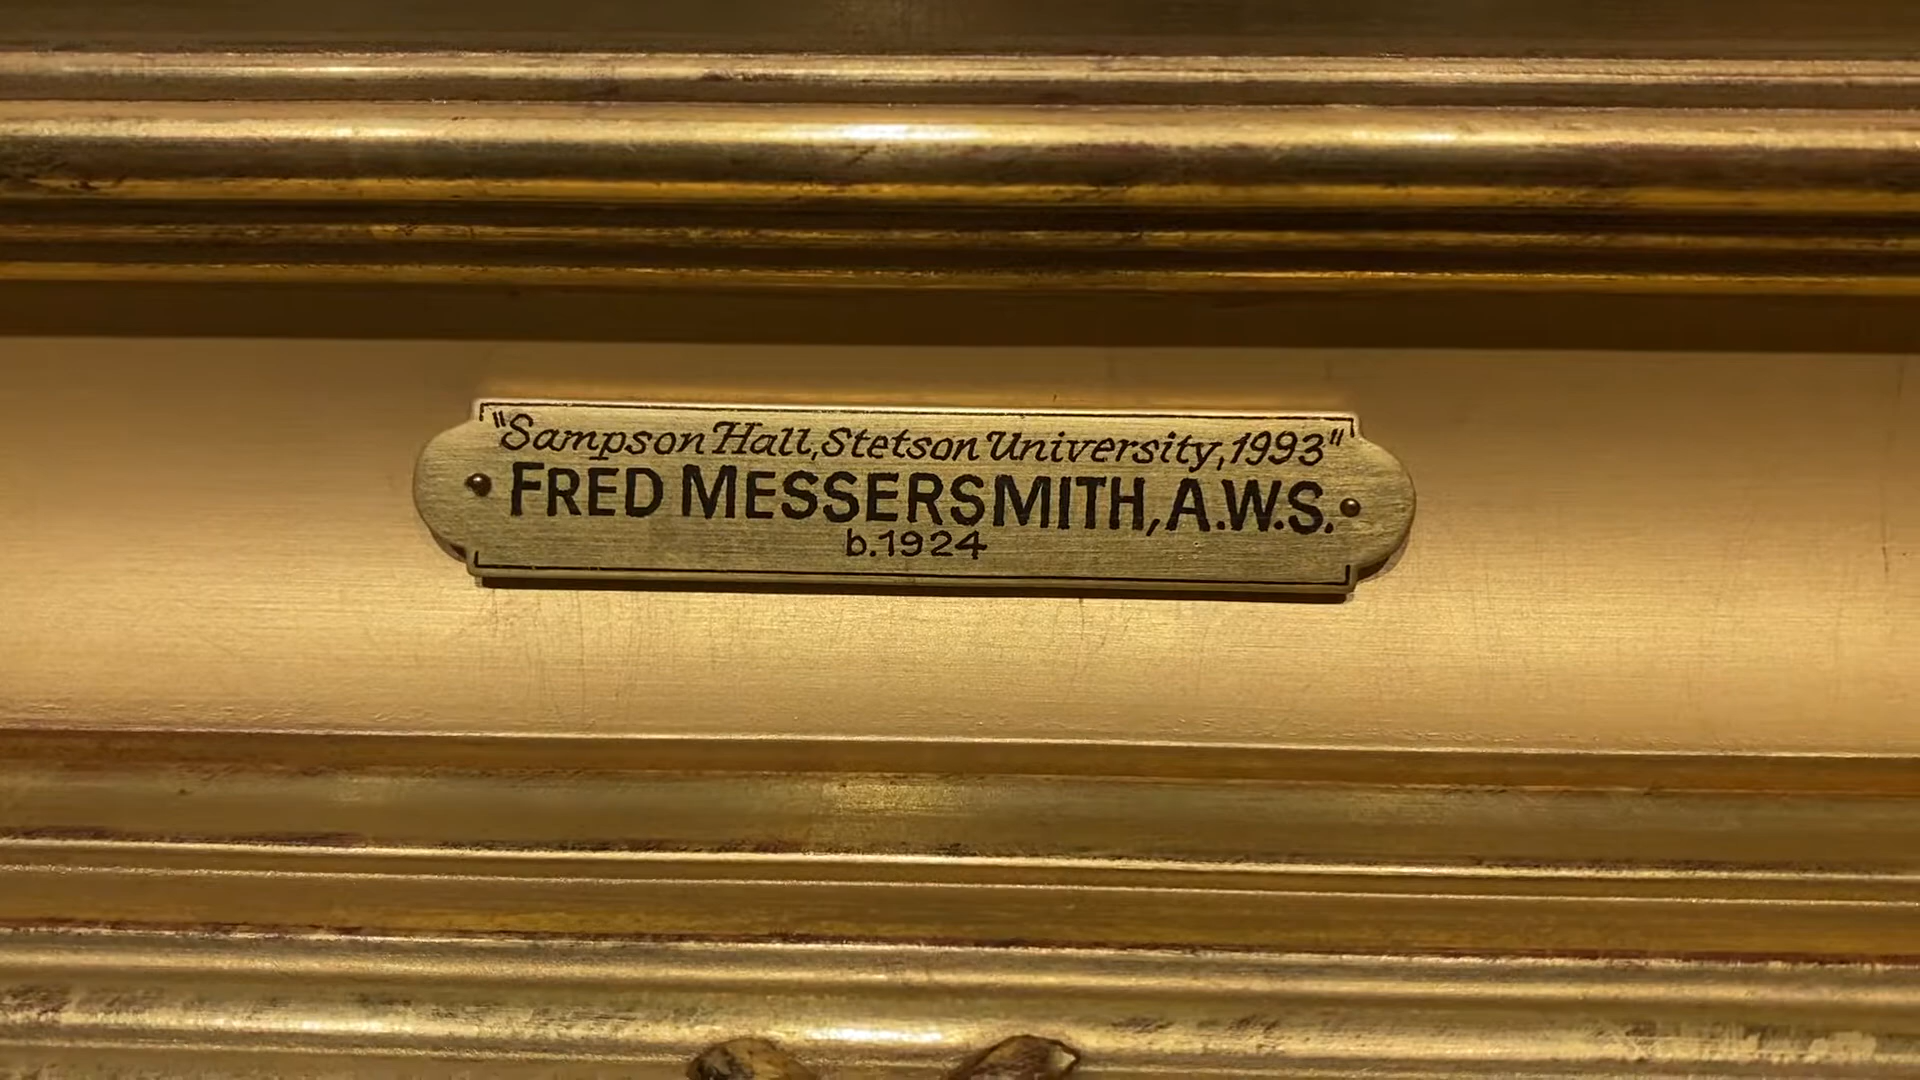 "Sampson Hall, Stetson University, 1993"
FRED MESSERSMITH, A.W.S.
b.1924